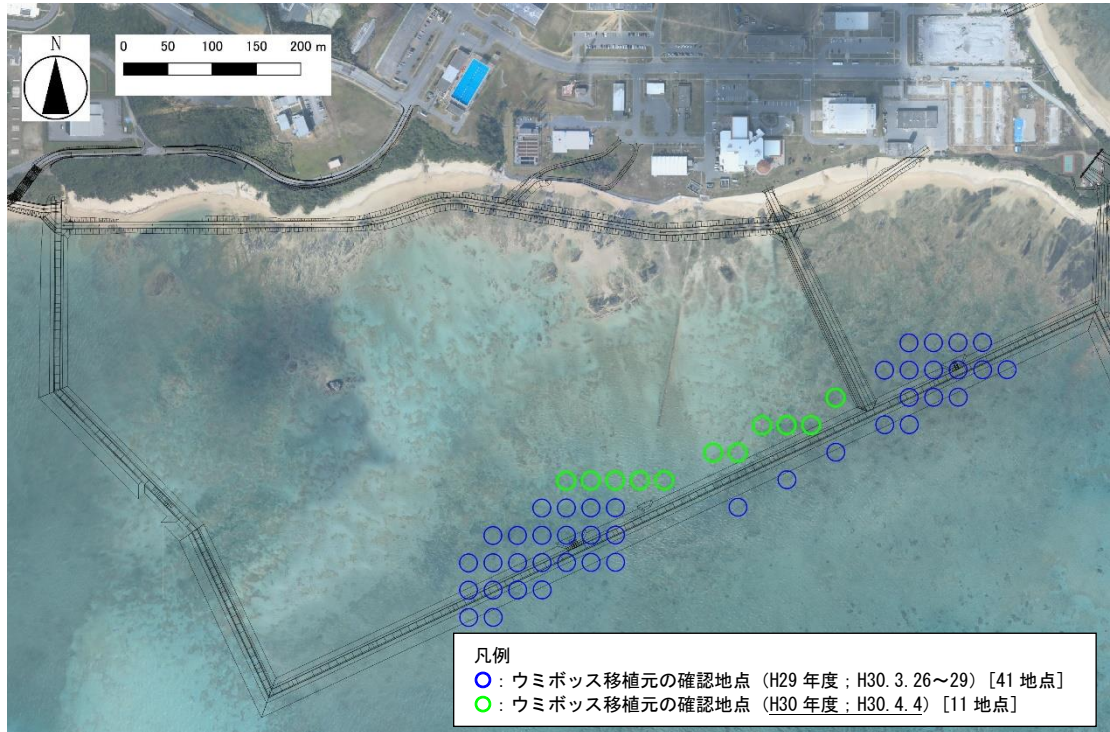 N
0 50 100 150 200 m
凡例
○：ウミボッス移植元の確認地点（H29 年度；H30.3.26～29）[41 地点]
○：ウミボッス移植元の確認地点（H30 年度；H30.4.4）[11 地点]